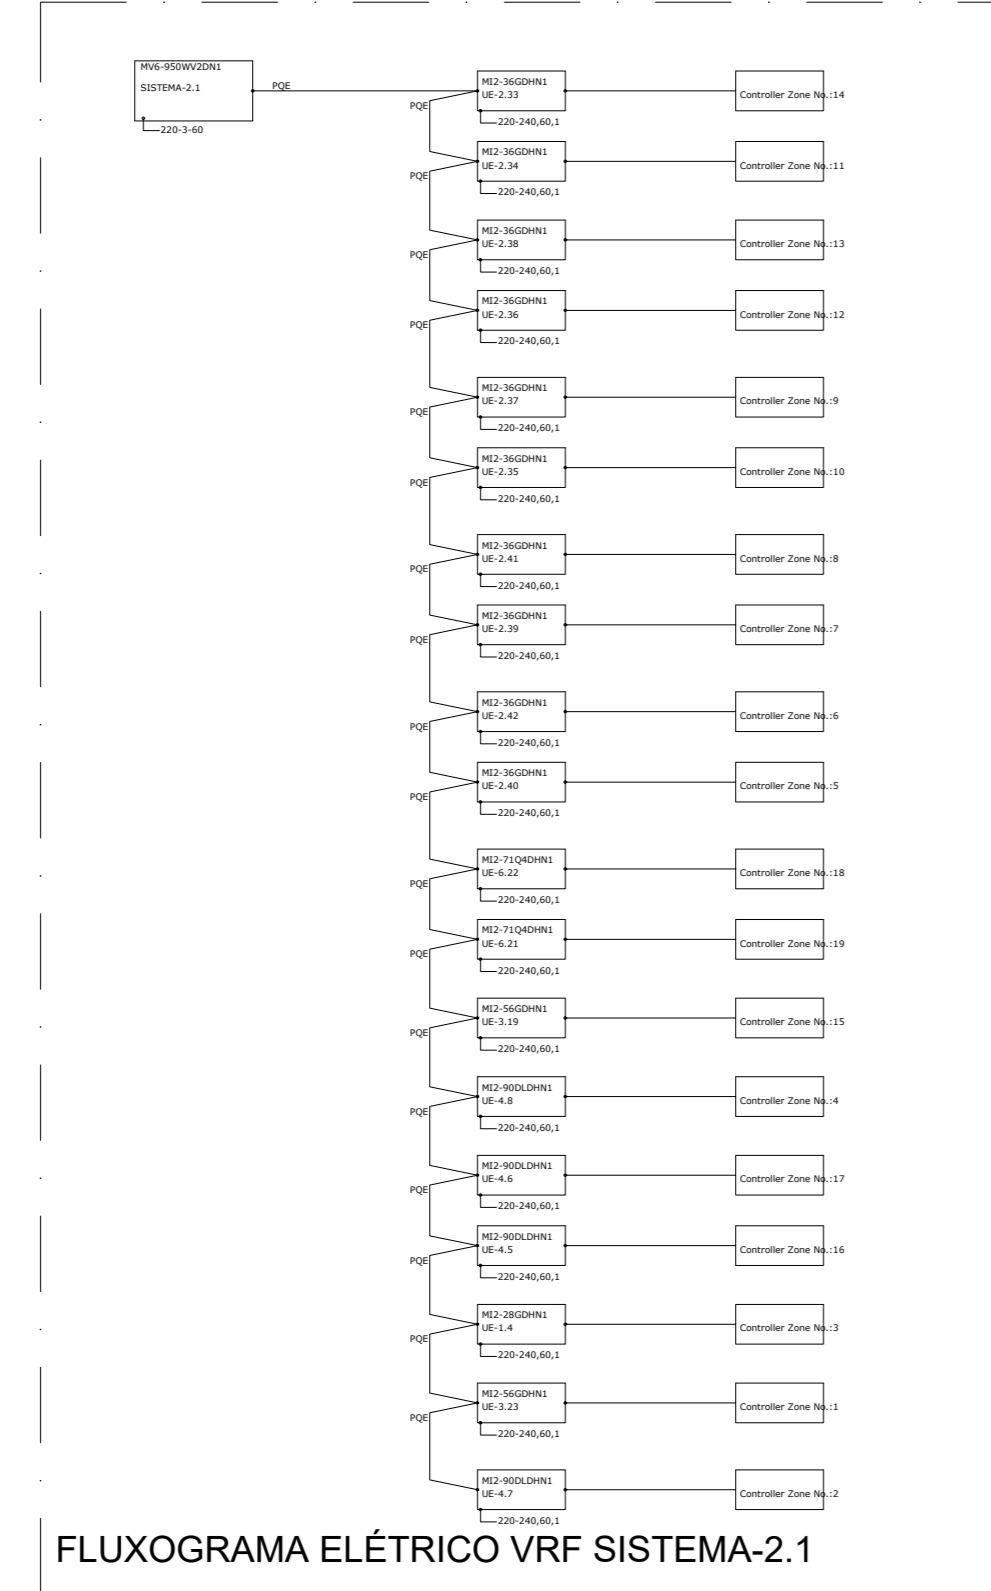 MV6-950WV2DN1
SISTEMA-2.1
PQE
220-3-60
MI2-36GDHN1
UE-2.33
220-240,60,1
Controller Zone No.:14
PQE
MI2-36GDHN1
UE-2.34
220-240,60,1
Controller Zone No.:11
PQE
MI2-36GDHN1
UE-2.38
220-240,60,1
Controller Zone No.:13
PQE
MI2-36GDHN1
UE-2.36
220-240,60,1
Controller Zone No.:12
PQE
MI2-36GDHN1
UE-2.37
220-240,60,1
Controller Zone No.:9
PQE
MI2-36GDHN1
UE-2.35
220-240,60,1
Controller Zone No.:10
PQE
MI2-36GDHN1
UE-2.41
220-240,60,1
Controller Zone No.:8
PQE
MI2-36GDHN1
UE-2.39
220-240,60,1
Controller Zone No.:7
PQE
MI2-36GDHN1
UE-2.42
220-240,60,1
Controller Zone No.:6
PQE
MI2-36GDHN1
UE-2.40
220-240,60,1
Controller Zone No.:5
PQE
MI2-71Q4DHN1
UE-6.22
220-240,60,1
Controller Zone No.:18
PQE
MI2-71Q4DHN1
UE-6.21
220-240,60,1
Controller Zone No.:19
PQE
MI2-56GDHN1
UE-3.19
220-240,60,1
Controller Zone No.:15
PQE
MI2-90DLDHN1
UE-4.8
220-240,60,1
Controller Zone No.:4
PQE
MI2-90DLDHN1
UE-4.6
220-240,60,1
Controller Zone No.:17
PQE
MI2-90DLDHN1
UE-4.5
220-240,60,1
Controller Zone No.:16
PQE
MI2-28GDHN1
UE-1.4
220-240,60,1
Controller Zone No.:3
PQE
MI2-56GDHN1
UE-3.23
220-240,60,1
Controller Zone No.:1
PQE
MI2-90DLDHN1
UE-4.7
220-240,60,1
Controller Zone No.:2
FLUXOGRAMA ELÉTRICO VRF SISTEMA-2.1